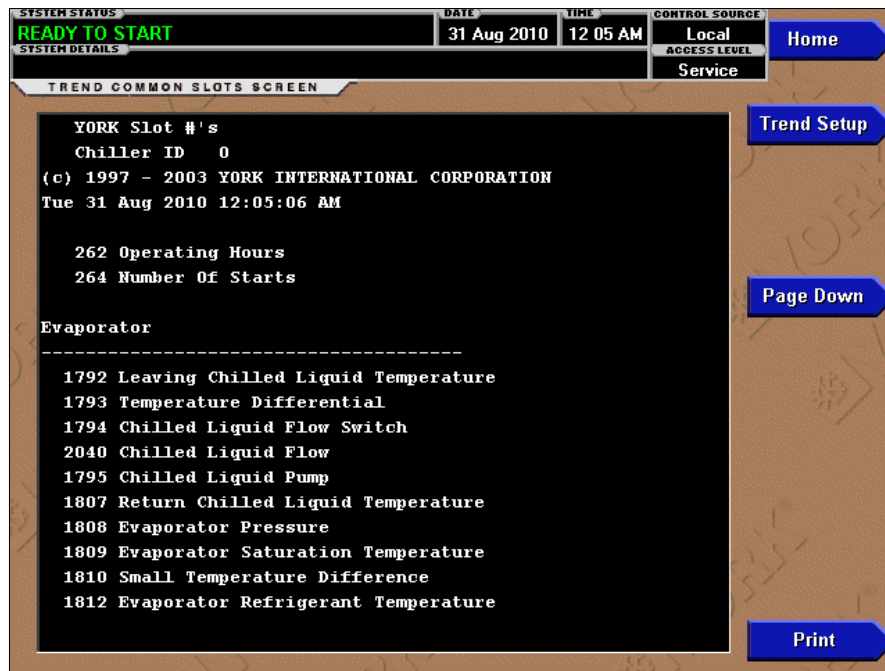 SYSTEM STATUS
READY TO START
DATE
31 Aug 2010
TIME
12 05 AM
CONTROL SOURCE
Local
SYSTEM DETAILS
ACCESS LEVEL
Service
Home
TREND COMMON SLOTS SCREEN
Trend Setup
YORK Slot #'s
Chiller ID 0
(c) 1997 - 2003 YORK INTERNATIONAL CORPORATION
Tue 31 Aug 2010 12:05:06 AM
262 Operating Hours
264 Number Of Starts
Page Down
Evaporator
--------------------------------------
1792 Leaving Chilled Liquid Temperature
1793 Temperature Differential
1794 Chilled Liquid Flow Switch
2040 Chilled Liquid Flow
1795 Chilled Liquid Pump
1807 Return Chilled Liquid Temperature
1808 Evaporator Pressure
1809 Evaporator Saturation Temperature
1810 Small Temperature Difference
1812 Evaporator Refrigerant Temperature
Print
YORK